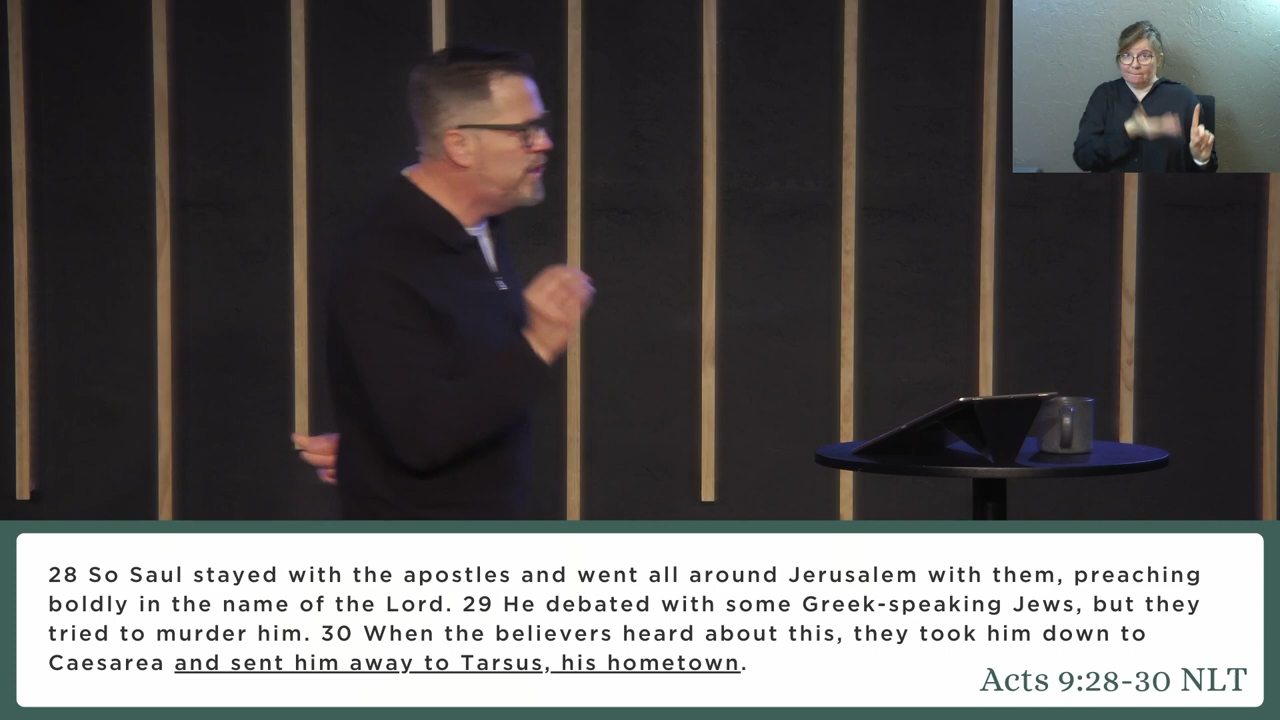 28 So Saul stayed with the apostles and went all around Jerusalem with them, preaching
boldly in the name of the Lord. 29 He debated with some Greek-speaking Jews, but they
tried to murder him. 30 When the believers heard about this, they took him down to
Caesarea and sent him away to Tarsus, his hometown.
Acts 9:28-30 NLT